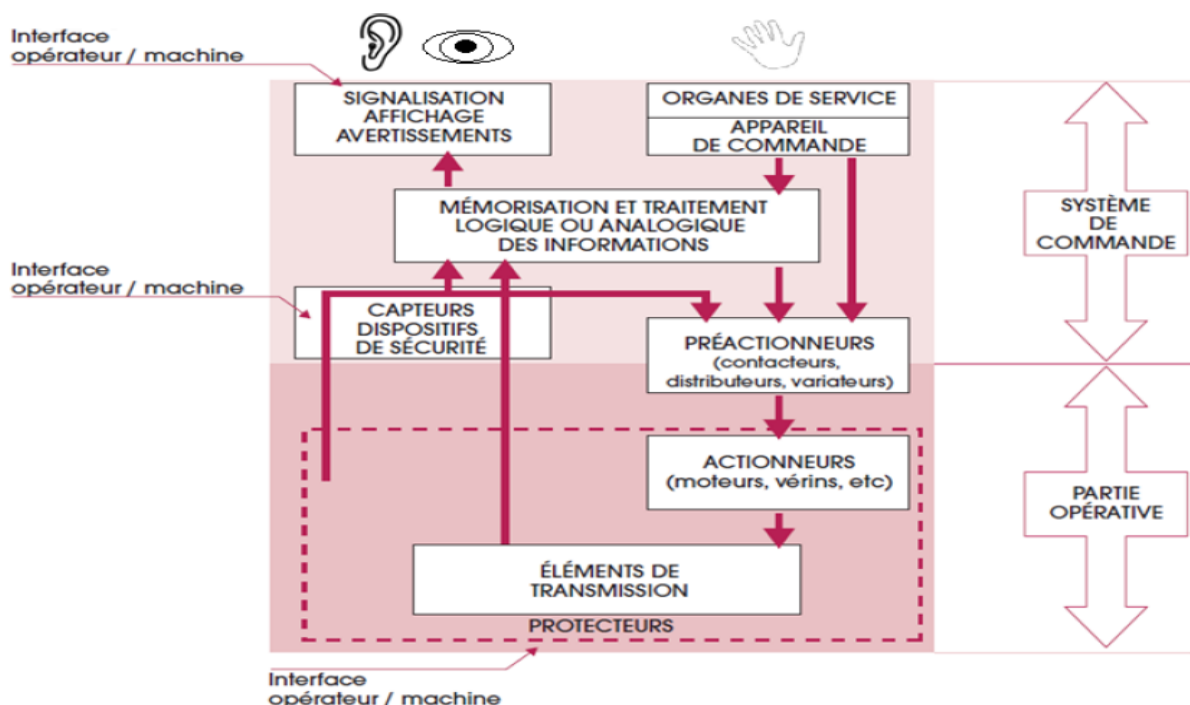 Interface
opérateur / machine
SIGNALISATION
AFFICHAGE
AVERTISSEMENTS
ORGANES DE SERVICE
APPAREIL
DE COMMANDE
MÉMORISATION ET TRAITEMENT
LOGIQUE OU ANALOGIQUE
DES INFORMATIONS
SYSTÈME
DE
COMMANDE
Interface
opérateur / machine
CAPTEURS
DISPOSITIFS
DE SÉCURITÉ
PRÉACTIONNEURS
(contacteurs,
distributeurs, variateurs)
ACTIONNEURS
(moteurs, vérins, etc)
PARTIE
OPÉRATIVE
ÉLÉMENTS DE
TRANSMISSION
PROTECTEURS
Interface
opérateur / machine